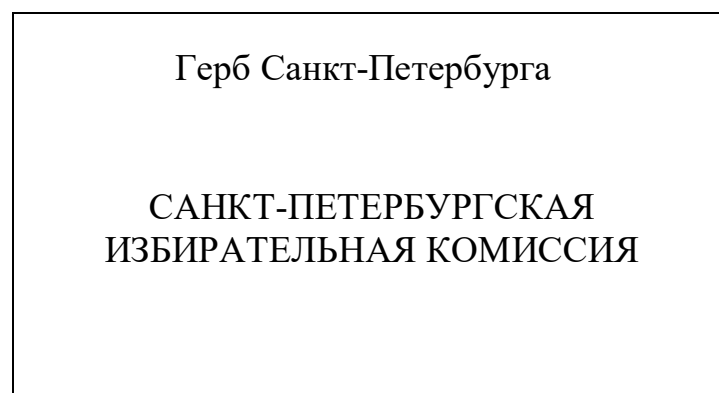 Герб Санкт-Петербурга
САНКТ-ПЕТЕРБУРГСКАЯ
ИЗБИРАТЕЛЬНАЯ КОМИССИЯ